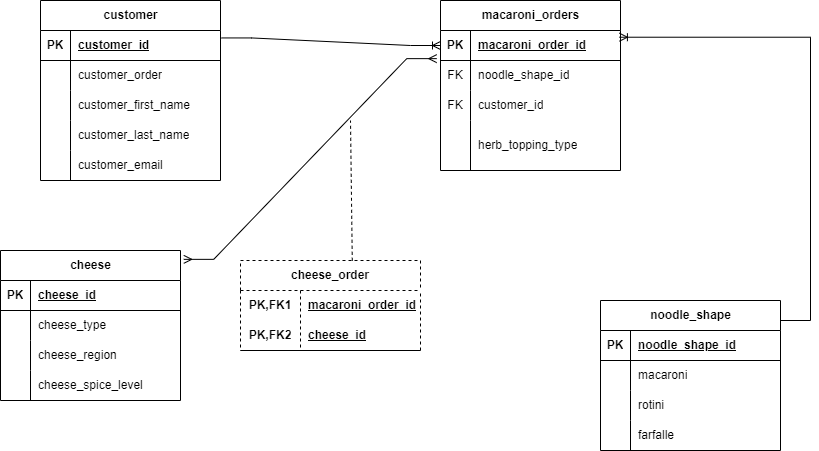 customer
PK customer_id
customer_order
customer_first_name
customer_last_name
customer_email
macaroni_orders
PK macaroni_order_id
FK noodle_shape_id
FK customer_id
herb_topping_type
cheese
PK cheese_id
cheese_type
cheese_region
cheese_spice_level
cheese_order
PK,FK1 macaroni_order_id
PK,FK2 cheese_id
noodle_shape
PK noodle_shape_id
macaroni
rotini
farfalle